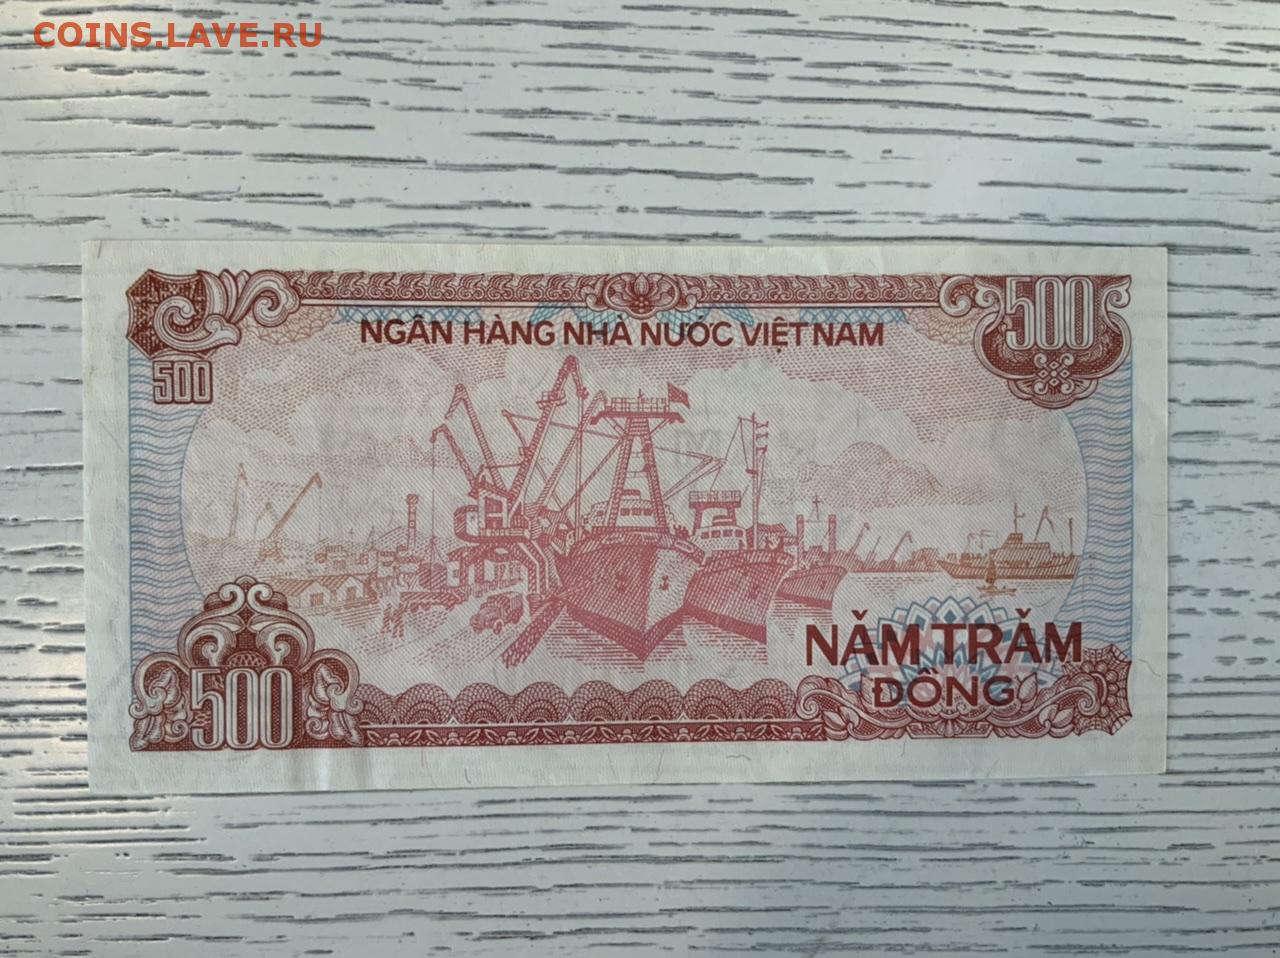 COINS.LAVE.RU
500
NGÂN HÀNG NHÀ NƯỚC VIỆT NAM
500
NĂM TRĂM
ĐỒNG
500